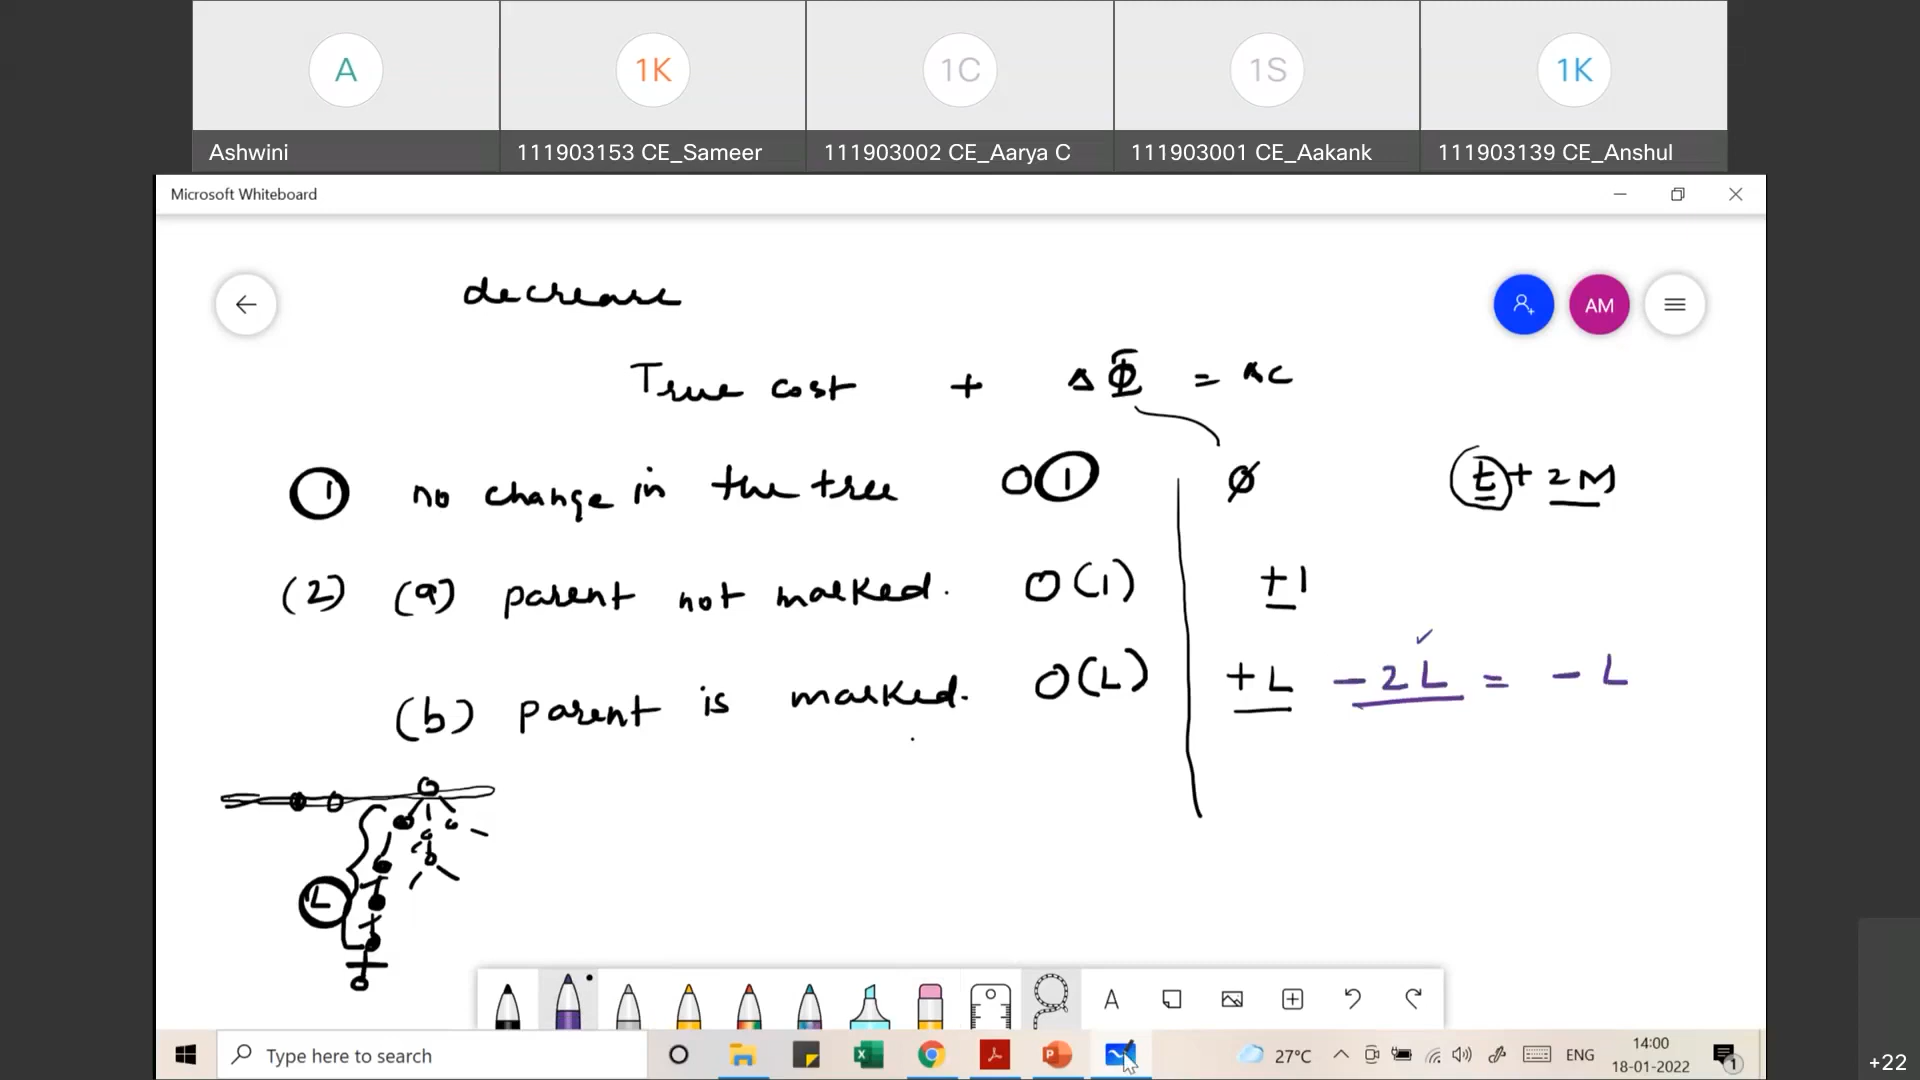 A 1K 1C 1S 1K
Ashwini 111903153 CE_Sameer 111903002 CE_Aarya C 111903001 CE_Aakank 111903139 CE_Anshul
Microsoft Whiteboard
decrease
AM
True cost + Δ Φ = AC
① no change in the tree O(1) ø (t) + 2M
(2) (a) parent not marked. O(1) +1
(b) parent is marked. O(L) +L -2L = -L
L
A
Type here to search
27°C ENG 14:00
18-01-2022
1
+22